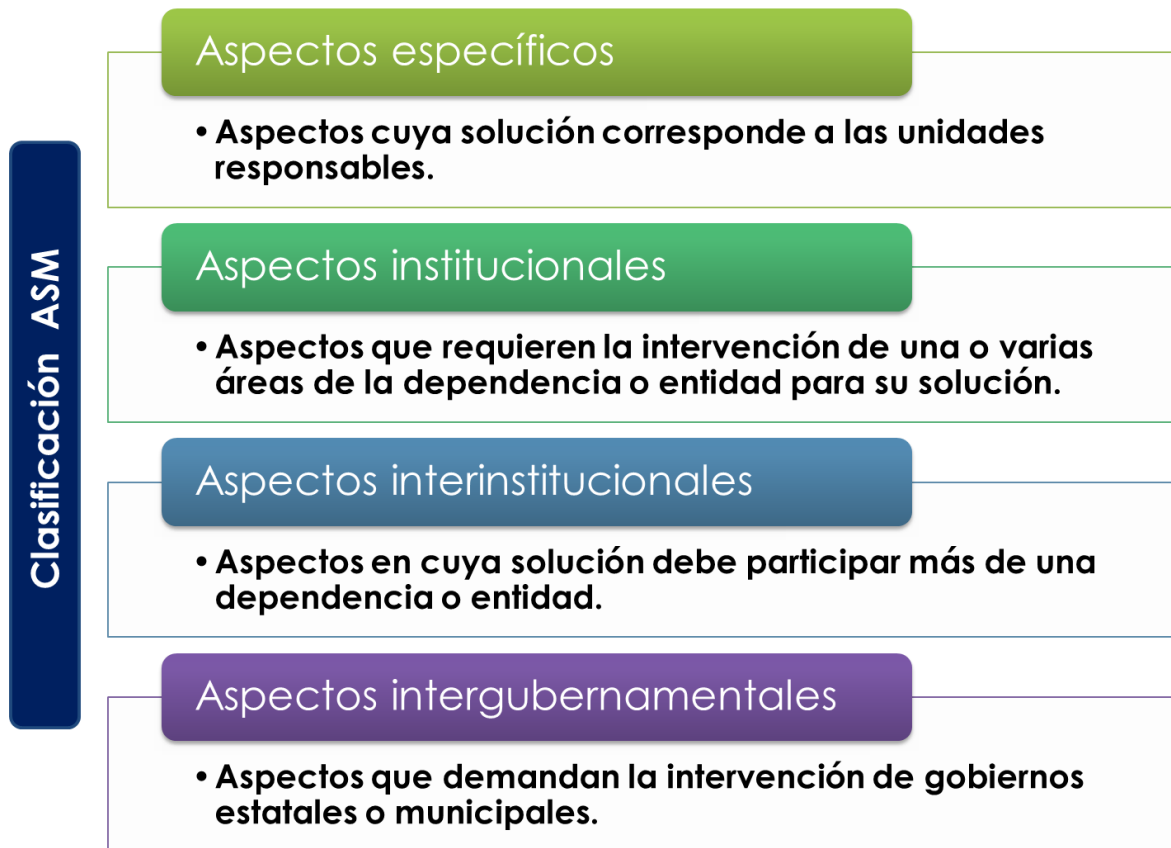 Clasificación ASM
Aspectos específicos
• Aspectos cuya solución corresponde a las unidades
responsables.
Aspectos institucionales
• Aspectos que requieren la intervención de una o varias
áreas de la dependencia o entidad para su solución.
Aspectos interinstitucionales
• Aspectos en cuya solución debe participar más de una
dependencia o entidad.
Aspectos intergubernamentales
• Aspectos que demandan la intervención de gobiernos
estatales o municipales.